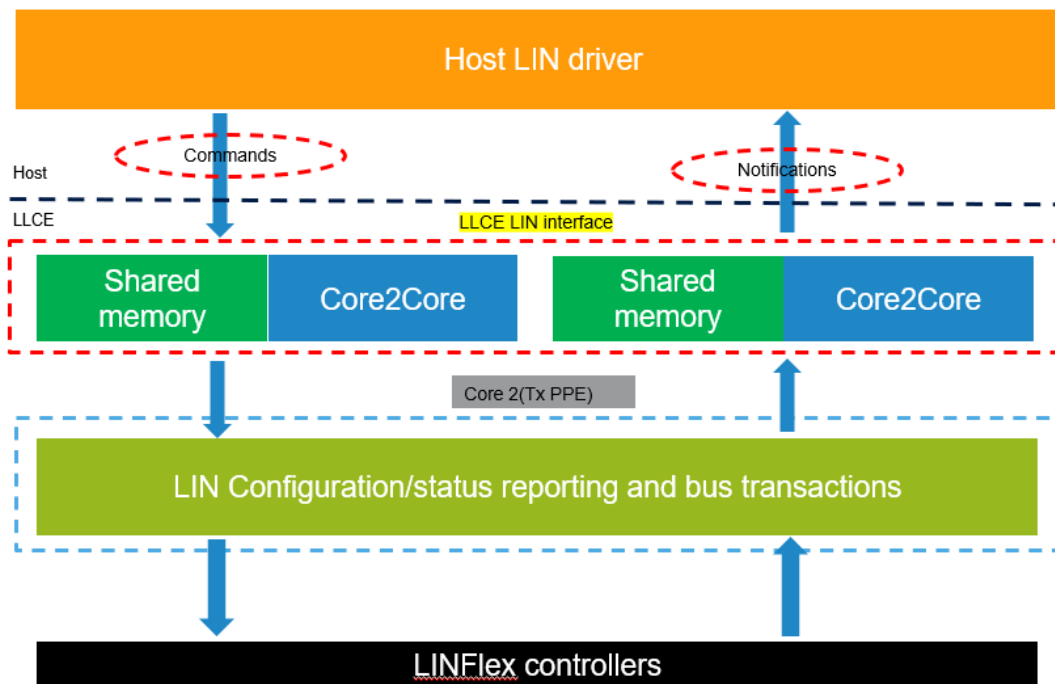 Host LIN driver
Commands
Notifications
Host
LLCE
LLCE LIN interface
Shared
memory
Core2Core
Shared
memory
Core2Core
Core 2(Tx PPE)
LIN Configuration/status reporting and bus transactions
LINFlex controllers